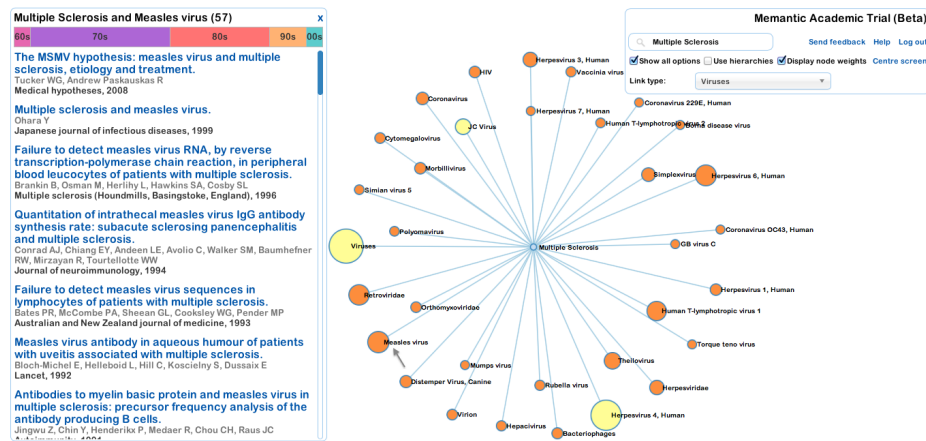 Multiple Sclerosis and Measles virus (57)
x
60s
70s
80s
90s
00s
The MSMV hypothesis: measles virus and multiple
sclerosis, etiology and treatment.
Tucker WG, Andrew Paskauskas R
Medical hypotheses, 2008
Multiple sclerosis and measles virus.
Ohara Y
Japanese journal of infectious diseases, 1999
Failure to detect measles virus RNA, by reverse
transcription-polymerase chain reaction, in peripheral
blood leucocytes of patients with multiple sclerosis.
Brankin B, Osman M, Herlihy L, Hawkins SA, Cosby SL
Multiple sclerosis (Houndmills, Basingstoke, England), 1996
Quantitation of intrathecal measles virus IgG antibody
synthesis rate: subacute sclerosing panencephalitis
and multiple sclerosis.
Conrad AJ, Chiang EY, Andeen LE, Avolio C, Walker SM, Baumhefner
RW, Mirzayan R, Tourtellotte WW
Journal of neuroimmunology, 1994
Failure to detect measles virus sequences in
lymphocytes of patients with multiple sclerosis.
Bates PR, McCombe PA, Sheean GL, Cooksley WG, Pender MP
Australian and New Zealand journal of medicine, 1993
Measles virus antibody in aqueous humour of patients
with uveitis associated with multiple sclerosis.
Bloch-Michel E, Helleboid L, Hill C, Koscielny S, Dussaix E
Lancet, 1992
Antibodies to myelin basic protein and measles virus in
multiple sclerosis: precursor frequency analysis of the
antibody producing B cells.
Jingwu Z, Chin Y, Henderikx P, Medaer R, Chou CH, Raus JC
Autoimmunity, 1991
Memantic Academic Trial (Beta)
Multiple Sclerosis
Send feedback
Help
Log out
Show all options
Use hierarchies
Display node weights
Centre screen
Link type:
Viruses
Herpesvirus 3, Human
HIV
Vaccinia virus
Coronavirus
Herpesvirus 7, Human
Coronavirus 229E, Human
JC Virus
Human T-lymphotropic virus 2
Borna disease virus
Cytomegalovirus
Morbillivirus
Simplexvirus
Herpesvirus 6, Human
Simian virus 5
Polyomavirus
Coronavirus OC43, Human
Viruses
Multiple Sclerosis
GB virus C
Retroviridae
Herpesvirus 1, Human
Orthomyxoviridae
Human T-lymphotropic virus 1
Measles virus
Torque teno virou
Mumps virus
Theilovirus
Distemper Virus, Canine
Rubella virus
Herpesviridae
Virion
Herpesvirus 4, Human
Hepacivirus
Bacteriophages